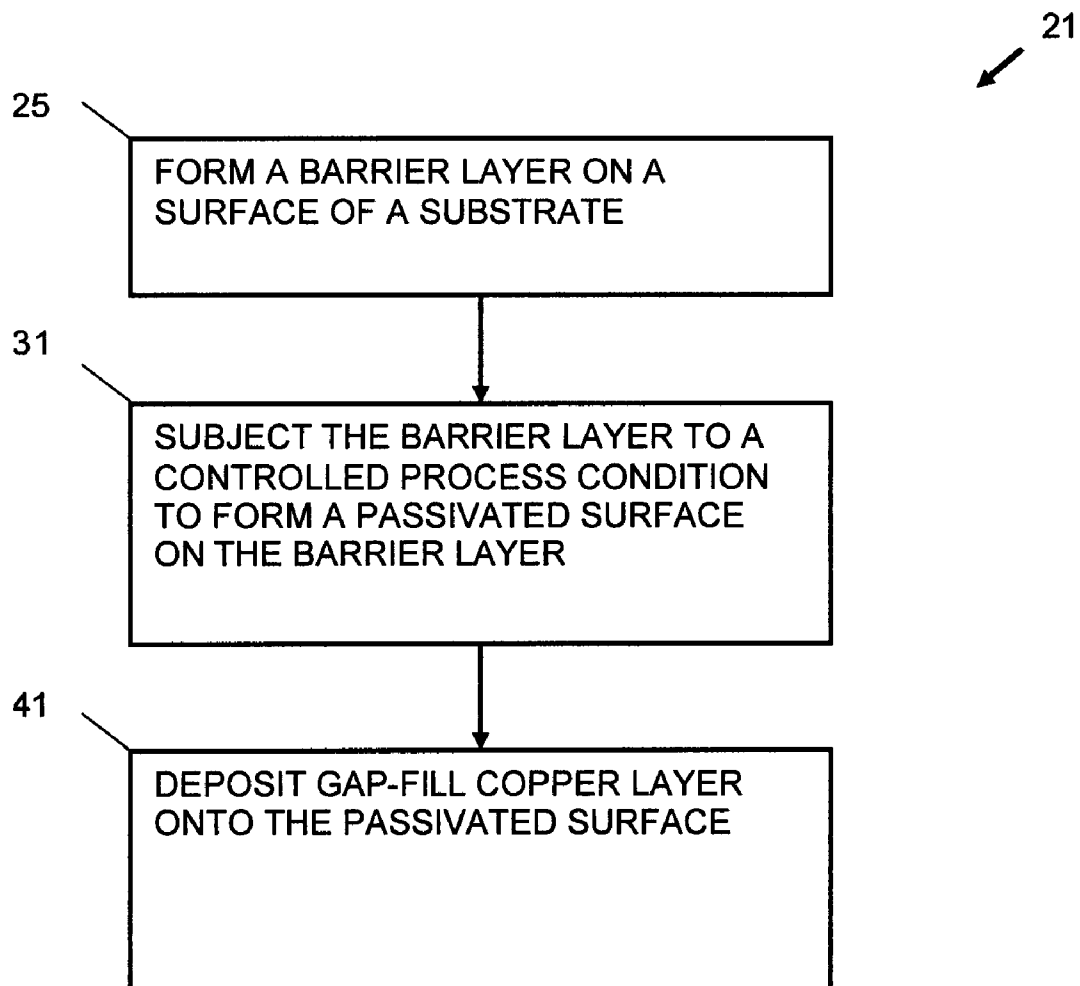 21
25
FORM A BARRIER LAYER ON A
SURFACE OF A SUBSTRATE
31
SUBJECT THE BARRIER LAYER TO A
CONTROLLED PROCESS CONDITION
TO FORM A PASSIVATED SURFACE
ON THE BARRIER LAYER
41
DEPOSIT GAP-FILL COPPER LAYER
ONTO THE PASSIVATED SURFACE